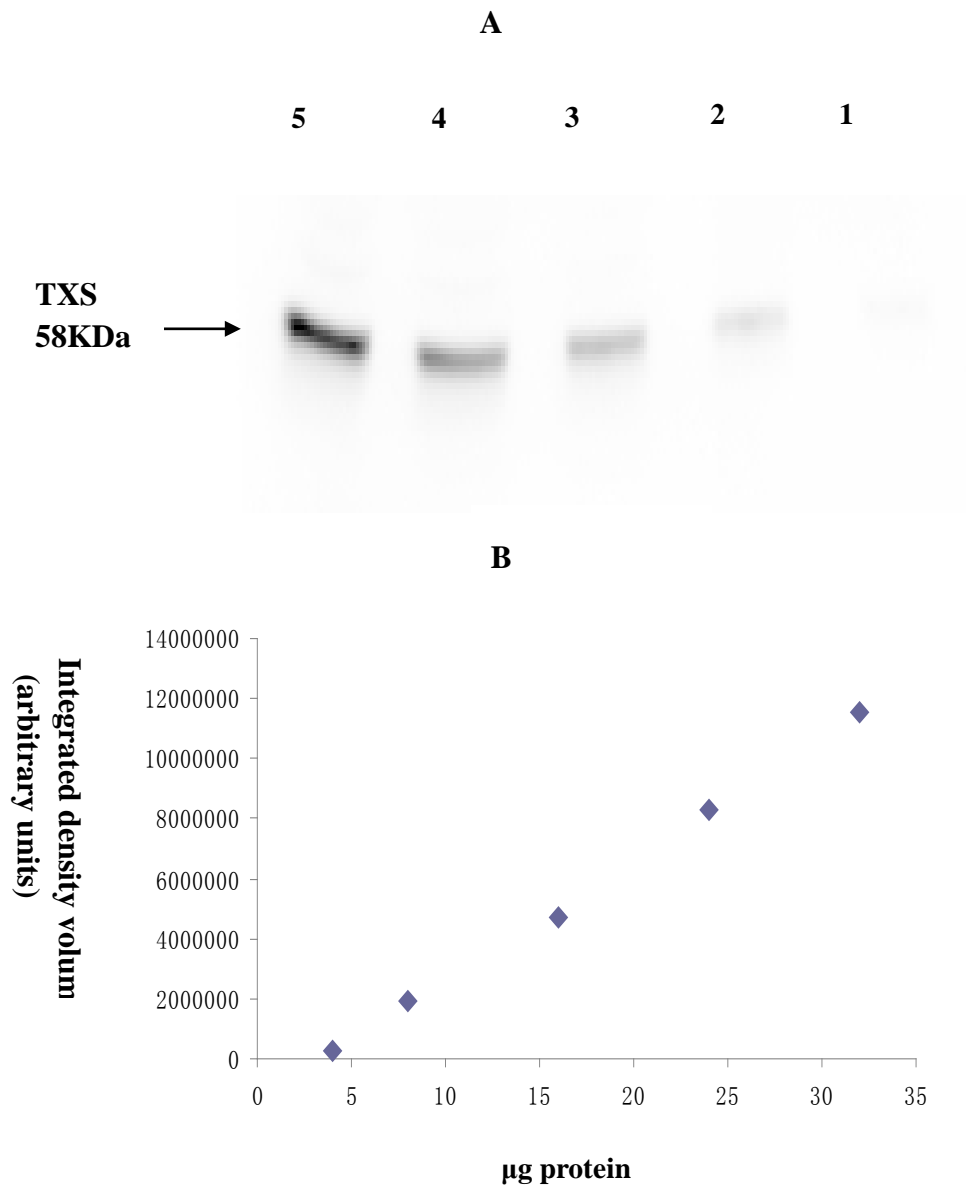 A
5 4 3 2 1
TXS
58KDa
B
Integrated density volum
(arbitrary units)
14000000
12000000
10000000
8000000
6000000
4000000
2000000
0
0 5 10 15 20 25 30 35
µg protein